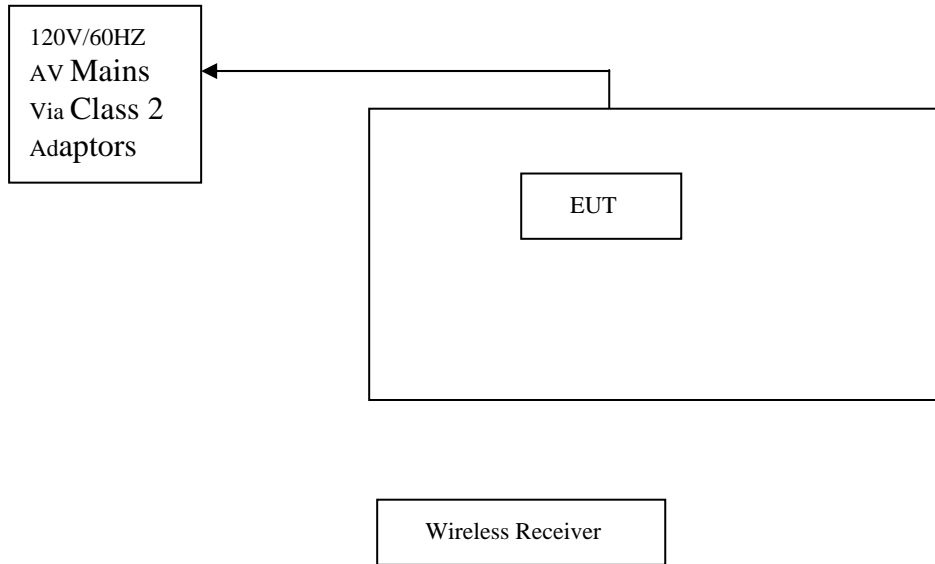 120V/60HZ
AV Mains
Via Class 2
Adaptors
EUT
Wireless Receiver